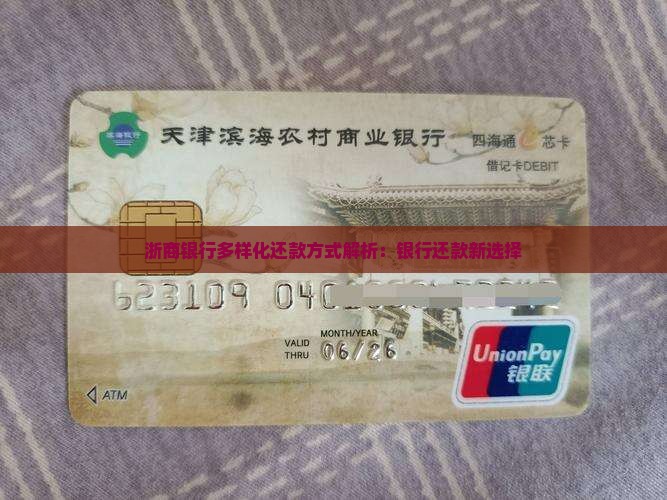 滨海银行
天津滨海农村商业银行
四海通e芯卡
借记卡DEBIT
浙商银行多样化还款方式解析：银行还款新选择
623109
MONTH/YEAR
VALID THRU 06/26
ATM
UnionPay
银联